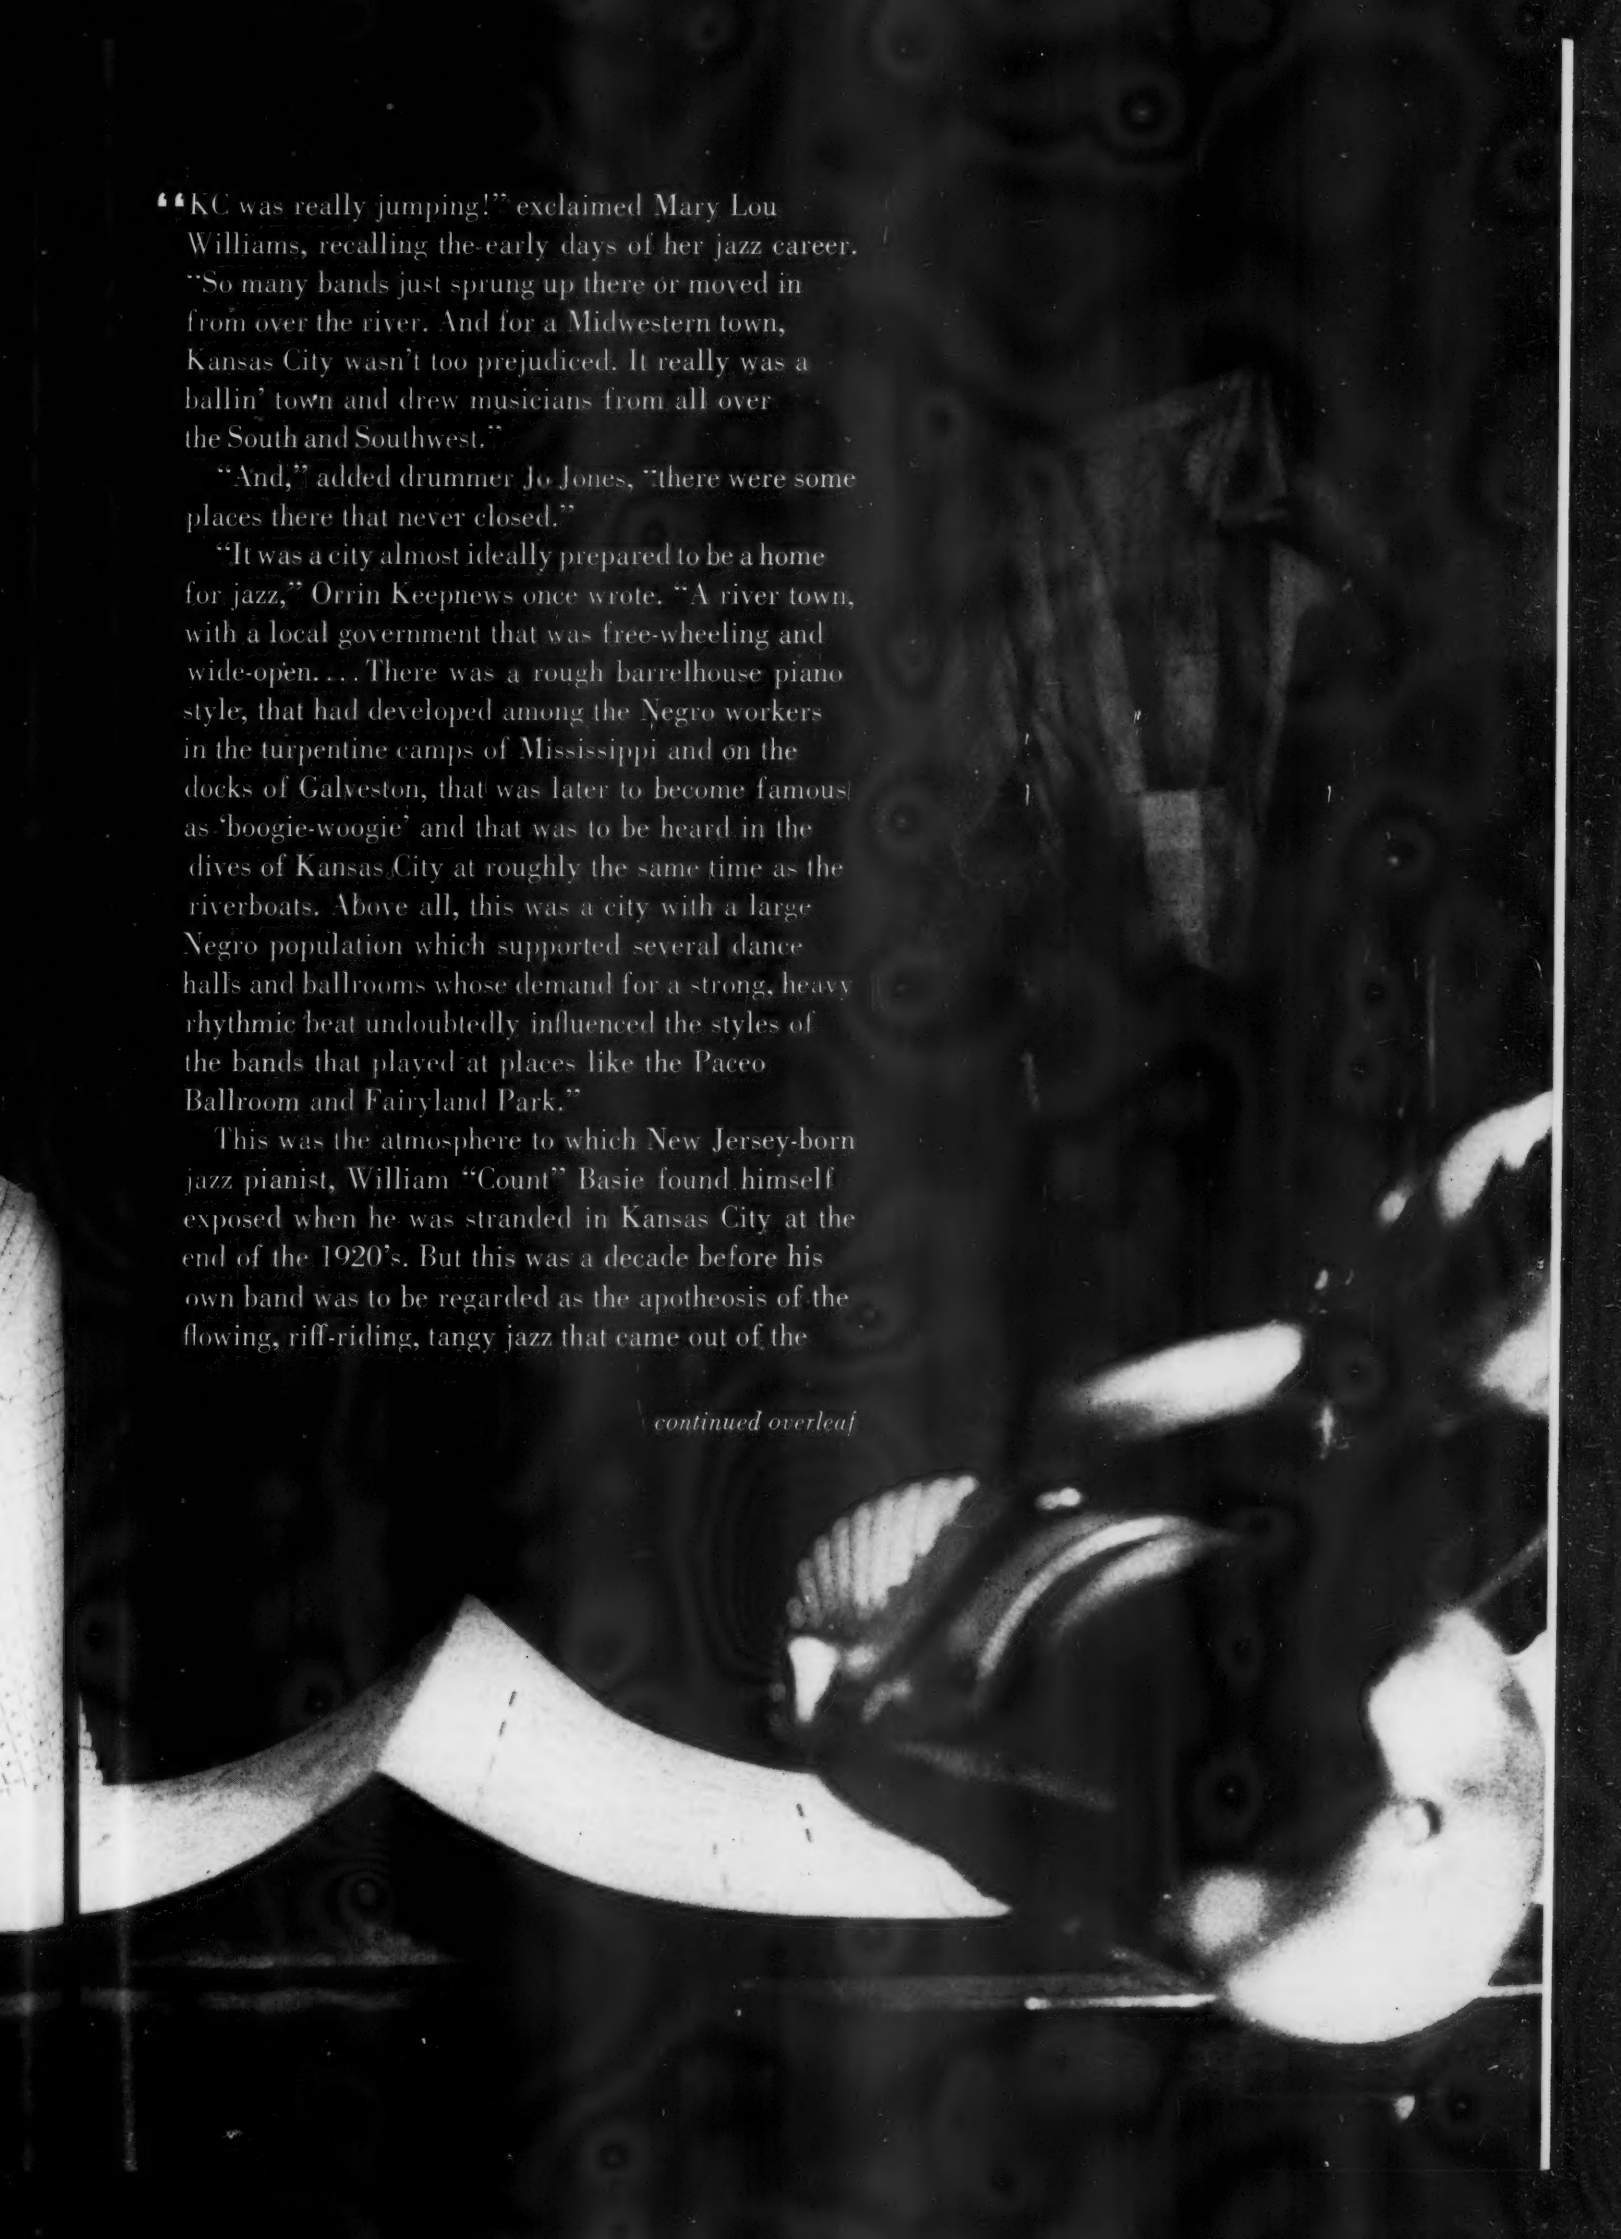 “KC was really jumping!” exclaimed Mary Lou
Williams, recalling the early days of her jazz career.
“So many bands just sprung up there or moved in
from over the river. And for a Midwestern town,
Kansas City wasn’t too prejudiced. It really was a
ballin’ town and drew musicians from all over
the South and Southwest.”
“And,” added drummer Jo Jones, “there were some
places there that never closed.”
“It was a city almost ideally prepared to be a home
for jazz,” Orrin Keepnews once wrote. “A river town,
with a local government that was free-wheeling and
wide-open.... There was a rough barrelhouse piano
style, that had developed among the Negro workers
in the turpentine camps of Mississippi and on the
docks of Galveston, that was later to become famous
as ‘boogie-woogie’ and that was to be heard in the
dives of Kansas City at roughly the same time as the
riverboats. Above all, this was a city with a large
Negro population which supported several dance
halls and ballrooms whose demand for a strong, heavy
rhythmic beat undoubtedly influenced the styles of
the bands that played at places like the Paceo
Ballroom and Fairyland Park.”
This was the atmosphere to which New Jersey-born
jazz pianist, William “Count” Basie found himself
exposed when he was stranded in Kansas City at the
end of the 1920’s. But this was a decade before his
own band was to be regarded as the apotheosis of the
flowing, riff-riding, tangy jazz that came out of the
continued overleaf